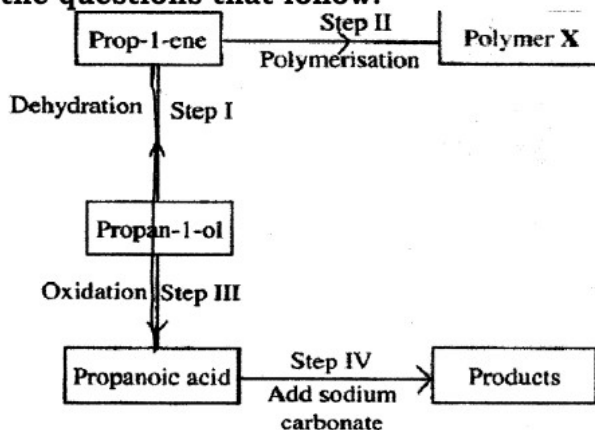 the questions that follow.
Prop-1-ene
Step II
Polymerisation
Polymer X
Dehydration
Step I
Propan-1-ol
Oxidation
Step III
Propanoic acid
Step IV
Add sodium
carbonate
Products